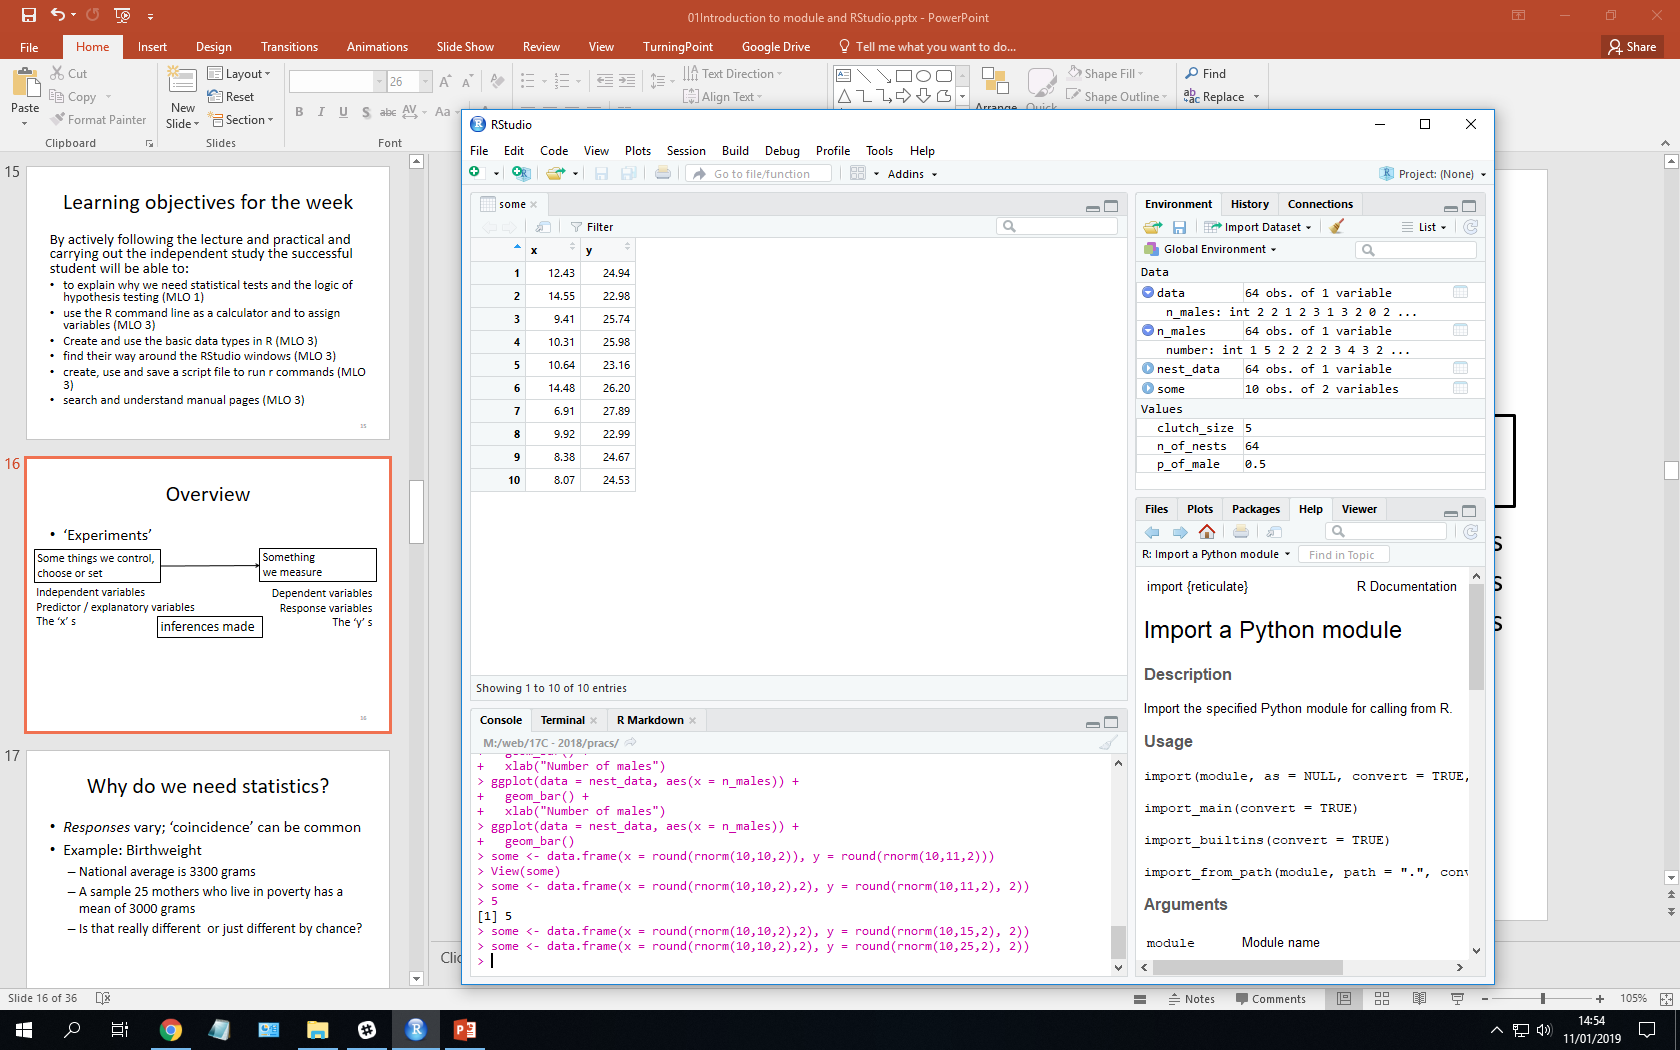 01Introduction to module and RStudio.pptx - PowerPoint
File Home Insert Design Transitions Animations Slide Show Review View TurningPoint Google Drive Tell me what you want to do... Share
Paste
Cut
Copy
Format Painter
Clipboard
New
Slide
Layout
Reset
Section
Slides
26
B I U S abc AV Aa
Font
Text Direction
Align Text
Arrange
Quick
Shape Fill
Shape Outline
Find
Replace
15
Learning objectives for the week
By actively following the lecture and practical and
carrying out the independent study the successful
student will be able to:
• to explain why we need statistical tests and the logic of
hypothesis testing (MLO 1)
• use the R command line as a calculator and to assign
variables (MLO 3)
• Create and use the basic data types in R (MLO 3)
• find their way around the RStudio windows (MLO 3)
• create, use and save a script file to run r commands (MLO
3)
• search and understand manual pages (MLO 3)
15
16
Overview
• ‘Experiments’
Some things we control,
choose or set
Something
we measure
Independent variables
Predictor / explanatory variables
The ‘x’ s
Dependent variables
Response variables
The ‘y’ s
inferences made
16
17
Why do we need statistics?
• Responses vary; ‘coincidence’ can be common
• Example: Birthweight
– National average is 3300 grams
– A sample 25 mothers who live in poverty has a
mean of 3000 grams
– Is that really different or just different by chance?
RStudio
File Edit Code View Plots Session Build Debug Profile Tools Help
Go to file/function
Addins
Project: (None)
some
Filter
x y
1 12.43 24.94
2 14.55 22.98
3 9.41 25.74
4 10.31 25.98
5 10.64 23.16
6 14.48 26.20
7 6.91 27.89
8 9.92 22.99
9 8.38 24.67
10 8.07 24.53
Showing 1 to 10 of 10 entries
Console Terminal R Markdown
M:/web/17C - 2018/pracs/
+   geom_bar() +
+   xlab("Number of males")
> ggplot(data = nest_data, aes(x = n_males)) +
+   geom_bar() +
+   xlab("Number of males")
> ggplot(data = nest_data, aes(x = n_males)) +
+   geom_bar()
> some <- data.frame(x = round(rnorm(10,10,2)), y = round(rnorm(10,11,2)))
> View(some)
> some <- data.frame(x = round(rnorm(10,10,2),2), y = round(rnorm(10,11,2), 2))
> 5
[1] 5
> some <- data.frame(x = round(rnorm(10,10,2),2), y = round(rnorm(10,15,2), 2))
> some <- data.frame(x = round(rnorm(10,10,2),2), y = round(rnorm(10,25,2), 2))
>
Environment History Connections
Import Dataset
List
Global Environment
Data
data 64 obs. of 1 variable
n_males: int 2 2 1 2 3 1 3 2 0 2 ...
n_males 64 obs. of 1 variable
number: int 1 5 2 2 2 2 3 4 3 2 ...
nest_data 64 obs. of 1 variable
some 10 obs. of 2 variables
Values
clutch_size 5
n_of_nests 64
p_of_male 0.5
Files Plots Packages Help Viewer
R: Import a Python module
Find in Topic
import {reticulate} R Documentation
Import a Python module
Description
Import the specified Python module for calling from R.
Usage
import(module, as = NULL, convert = TRUE,
import_main(convert = TRUE)
import_builtins(convert = TRUE)
import_from_path(module, path = ".", conv
Arguments
module Module name
s
s
s
Clic
Slide 16 of 36
Notes
Comments
105%
14:54
11/01/2019